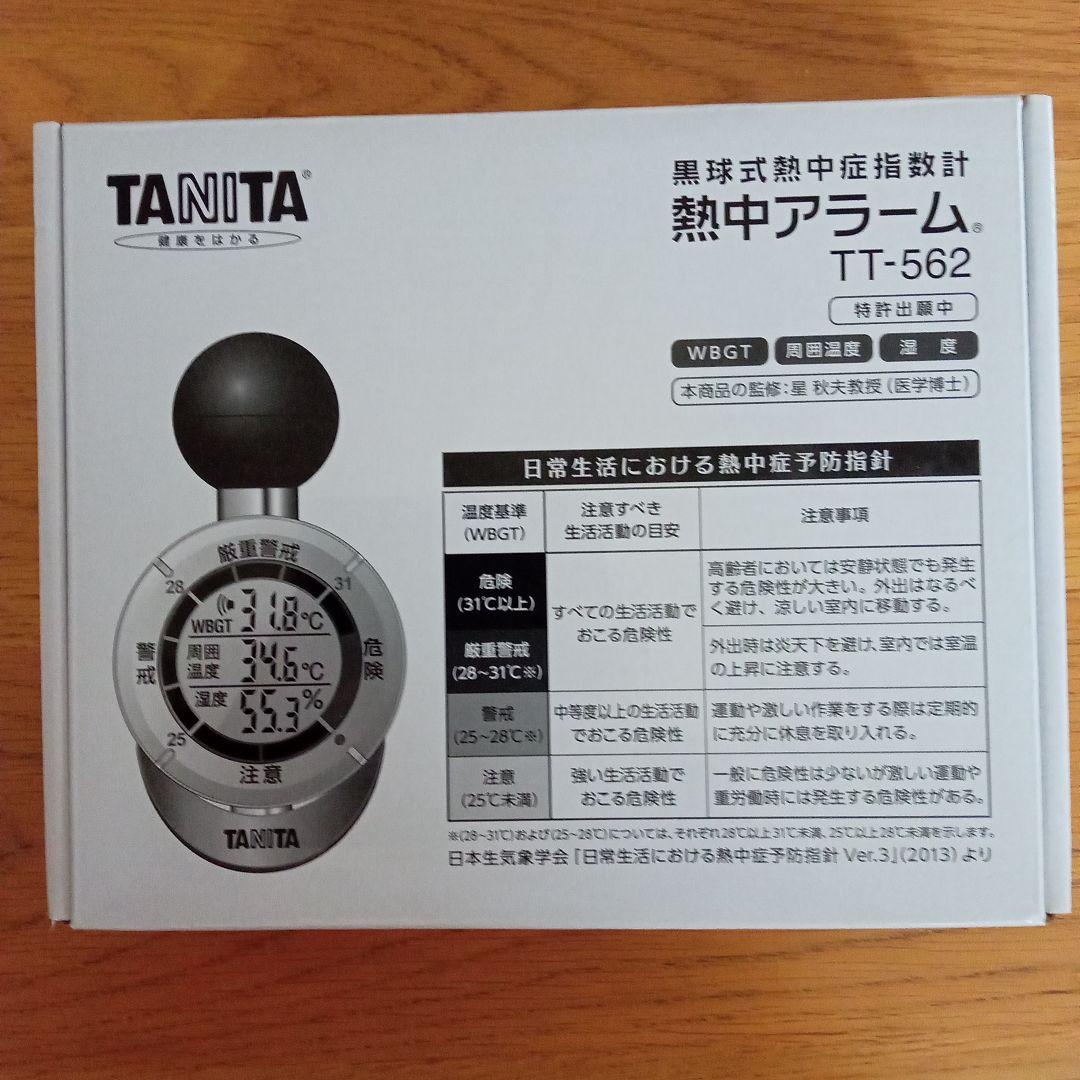 TANITA®
健康をはかる
黒球式熱中症指数計
熱中アラーム®
TT-562
特許出願中
WBGT 周囲温度 湿 度
本商品の監修:星 秋夫教授(医学博士)
厳重警戒
28
31
警戒
危険
25
注意
WBGT 31.8℃
周囲温度 34.6℃
湿度 55.3%
TANITA
日常生活における熱中症予防指針
温度基準
(WBGT)
注意すべき
生活活動の目安
注意事項
危険
(31℃以上)
すべての生活活動で
おこる危険性
高齢者においては安静状態でも発生
する危険性が大きい。外出はなるべ
く避け、涼しい室内に移動する。
厳重警戒
(28~31℃※)
外出時は炎天下を避け、室内では室温
の上昇に注意する。
警戒
(25~28℃※)
中等度以上の生活活動
でおこる危険性
運動や激しい作業をする際は定期的
に充分に休息を取り入れる。
注意
(25℃未満)
強い生活活動で
おこる危険性
一般に危険性は少ないが激しい運動や
重労働時には発生する危険性がある。
※(28~31℃)および(25~28℃)については、それぞれ28℃以上31℃未満、25℃以上28℃未満を示します。
日本生気象学会「日常生活における熱中症予防指針 Ver.3」(2013)より